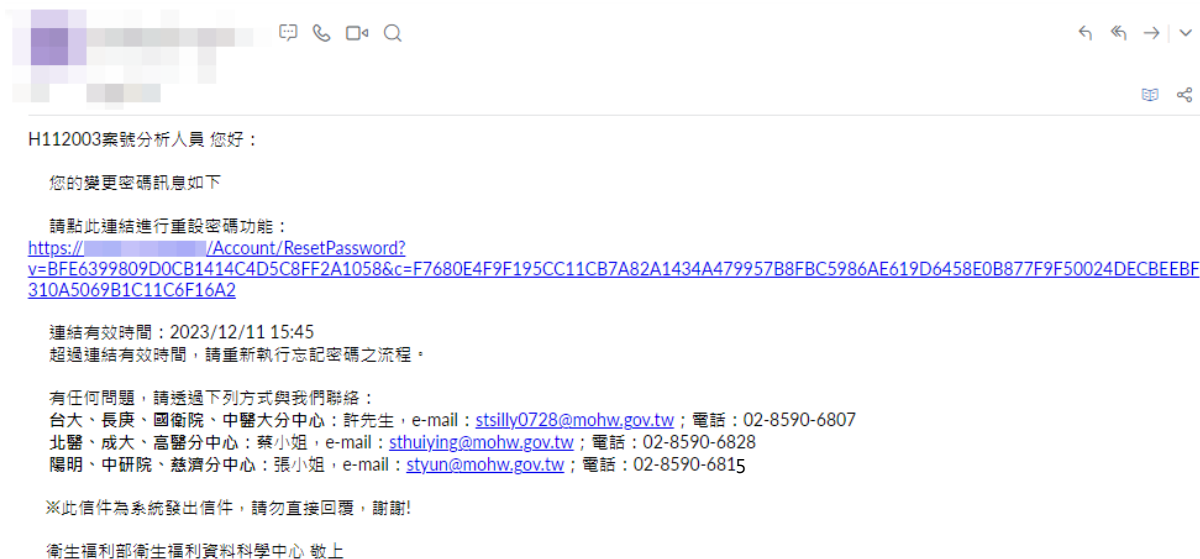 H112003案號分析人員 您好：
您的變更密碼訊息如下
請點此連結進行重設密碼功能：
https:// /Account/ResetPassword?
v=BFE6399809D0CB1414C4D5C8FF2A1058&c=F7680E4F9F195CC11CB7A82A1434A479957B8FBC5986AE619D6458E0B877F9F50024DECBEEBF
310A5069B1C11C6F16A2
連結有效時間：2023/12/11 15:45
超過連結有效時間，請重新執行忘記密碼之流程。
有任何問題，請透過下列方式與我們聯絡：
台大、長庚、國衛院、中醫大分中心：許先生，e-mail：stsilly0728@mohw.gov.tw；電話：02-8590-6807
北醫、成大、高醫分中心：蔡小姐，e-mail：sthuiying@mohw.gov.tw；電話：02-8590-6828
陽明、中研院、慈濟分中心：張小姐，e-mail：styun@mohw.gov.tw；電話：02-8590-6815
※此信件為系統發出信件，請勿直接回覆，謝謝!
衛生福利部衛生福利資料科學中心 敬上